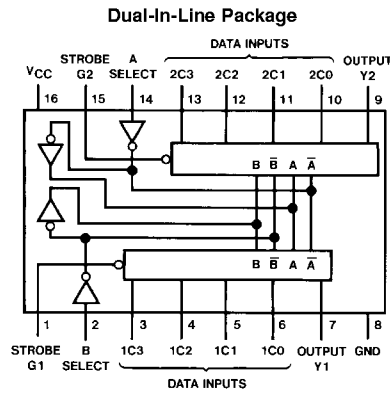 Dual-In-Line Package
DATA INPUTS
STROBE A OUTPUT
VCC G2 SELECT 2C3 2C2 2C1 2C0 Y2
16 15 14 13 12 11 10 9
B B̅ A A̅
B B̅ A A̅
1 2 3 4 5 6 7 8
STROBE B 1C3 1C2 1C1 1C0 OUTPUT GND
G1 SELECT Y1
DATA INPUTS